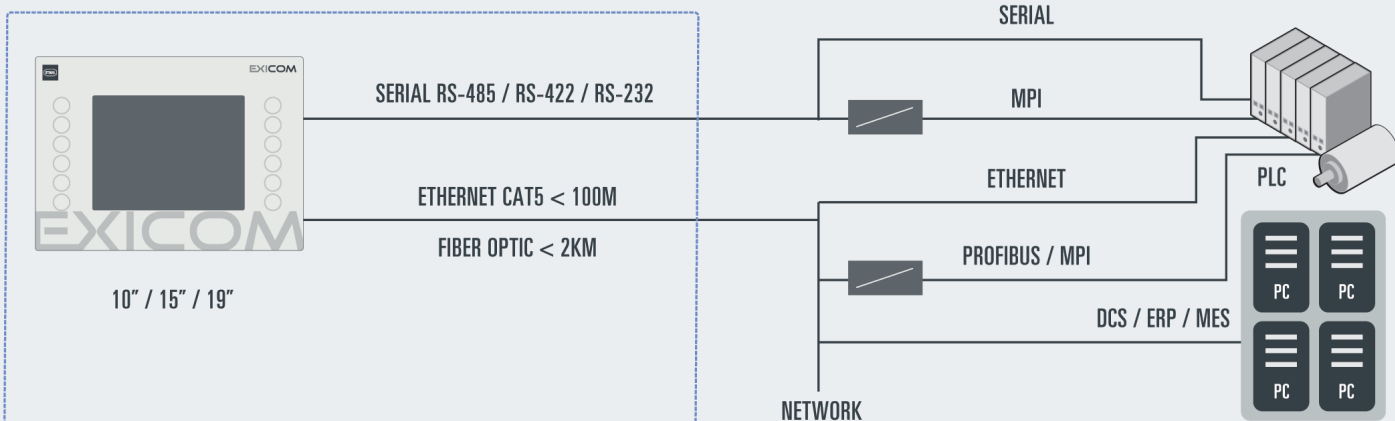 SERIAL
EXICOM
SERIAL RS-485 / RS-422 / RS-232
MPI
ETHERNET CAT5 < 100M
ETHERNET
PLC
EXICOM
FIBER OPTIC < 2KM
PROFIBUS / MPI
10” / 15” / 19”
DCS / ERP / MES
PC
PC
PC
PC
NETWORK